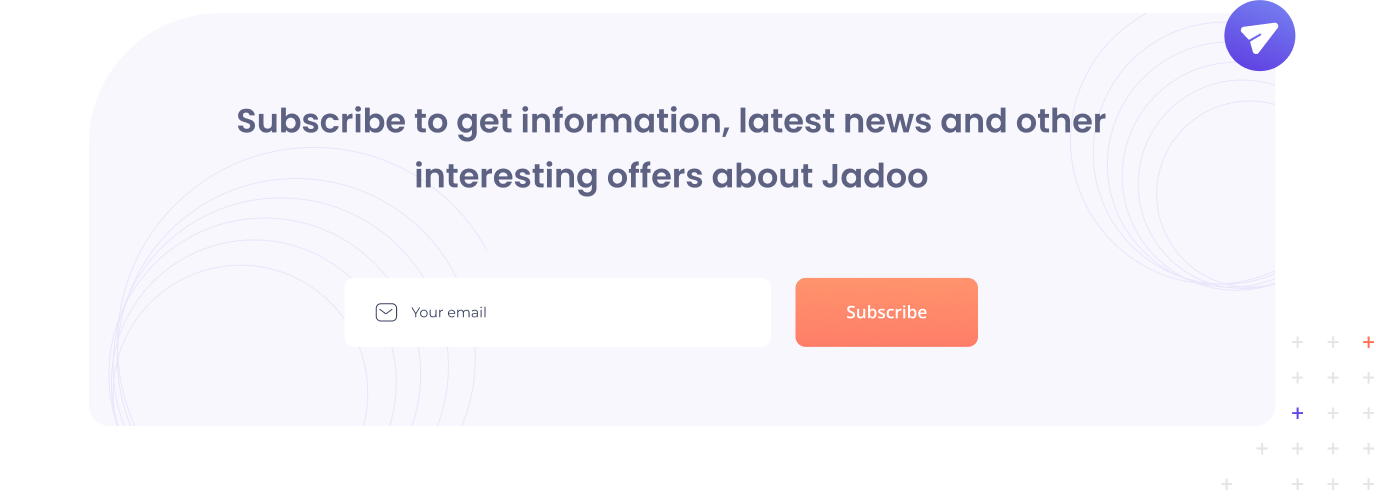 Subscribe to get information, latest news and other
interesting offers about Jadoo
Your email
Subscribe